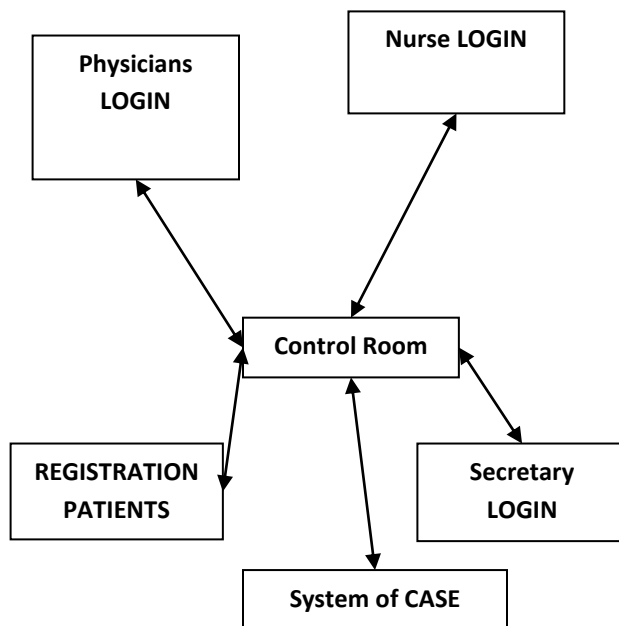 Physicians
LOGIN
Nurse LOGIN
Control Room
REGISTRATION
PATIENTS
Secretary
LOGIN
System of CASE